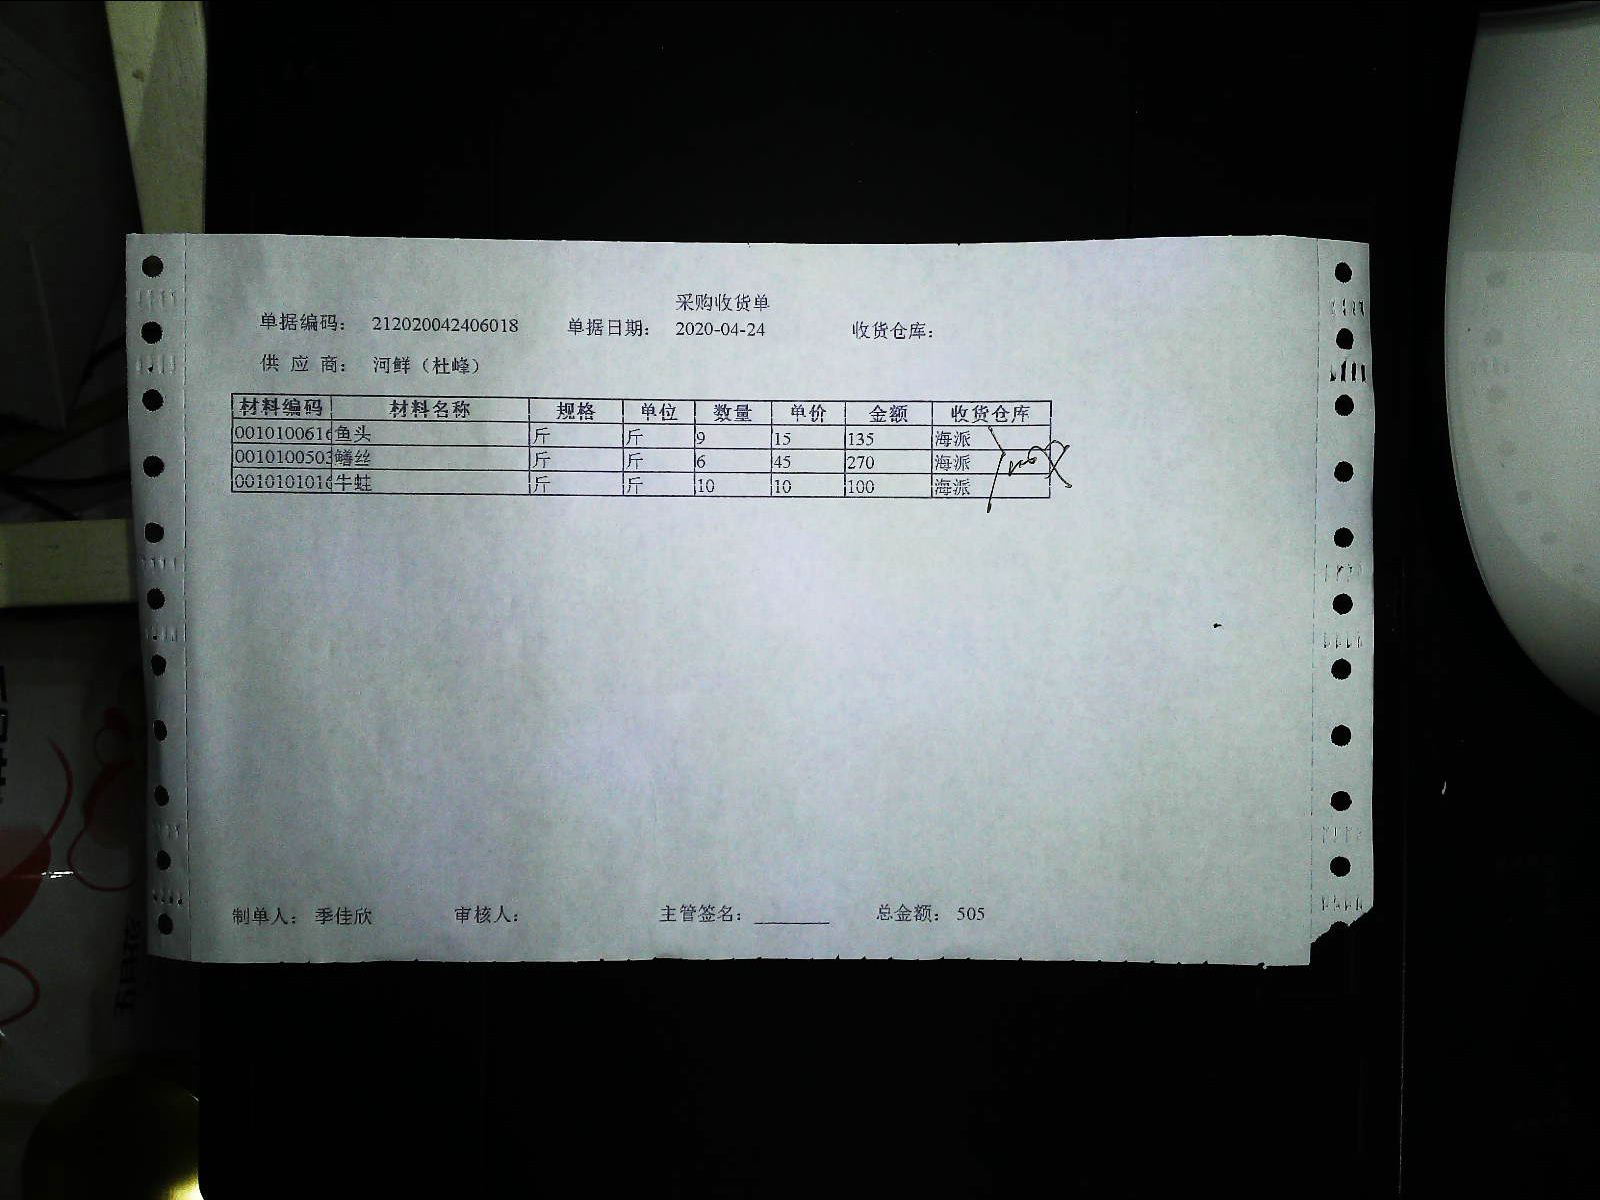 采购收货单
单据编码： 212020042406018 单据日期： 2020-04-24 收货仓库：
供 应 商： 河鲜（杜峰）
材料编码 材料名称 规格 单位 数量 单价 金额 收货仓库
0010100616 鱼头 斤 斤 9 15 135 海派
0010100503 鳝丝 斤 斤 6 45 270 海派
0010101016 牛蛙 斤 斤 10 10 100 海派
制单人： 季佳欣 审核人： 主管签名：________ 总金额： 505